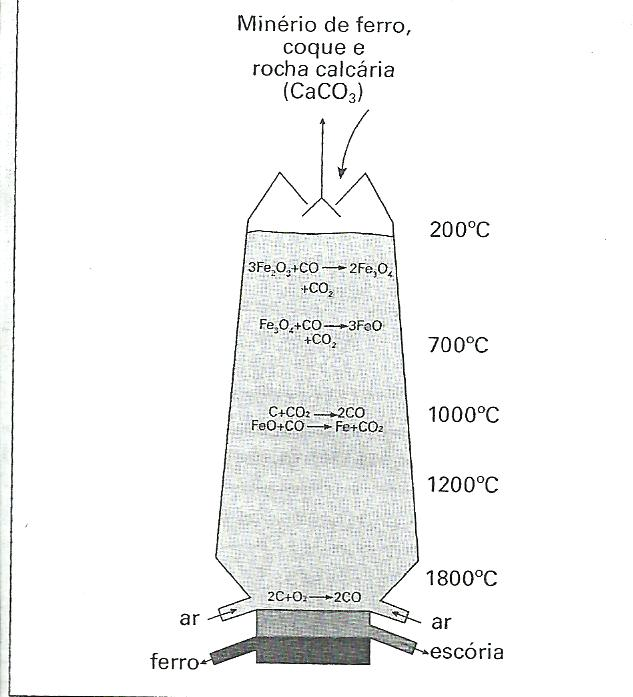 Minério de ferro,
coque e
rocha calcária
(CaCO₃)
200°C
3Fe₂O₃+CO → 2Fe₃O₄
+CO₂
Fe₃O₄+CO → 3FeO
+CO₂
700°C
C+CO₂ → 2CO
FeO+CO → Fe+CO₂
1000°C
1200°C
1800°C
2C+O₂ → 2CO
ar
ar
ferro
escória